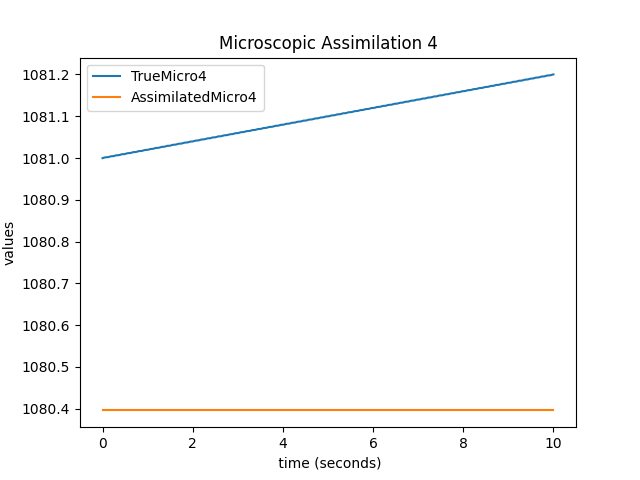 Microscopic Assimilation 4
TrueMicro4
AssimilatedMicro4
1081.2
1081.1
1081.0
1080.9
1080.8
1080.7
1080.6
1080.5
1080.4
values
0 2 4 6 8 10
time (seconds)